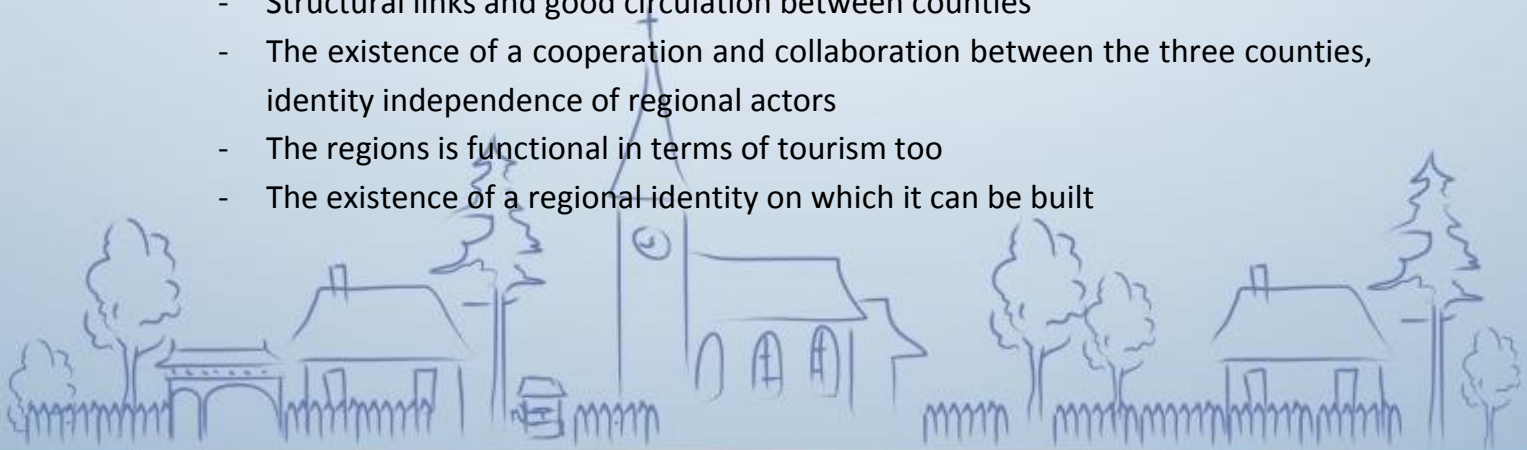 - Structural links and good circulation between counties
- The existence of a cooperation and collaboration between the three counties,
identity independence of regional actors
- The regions is functional in terms of tourism too
- The existence of a regional identity on which it can be built